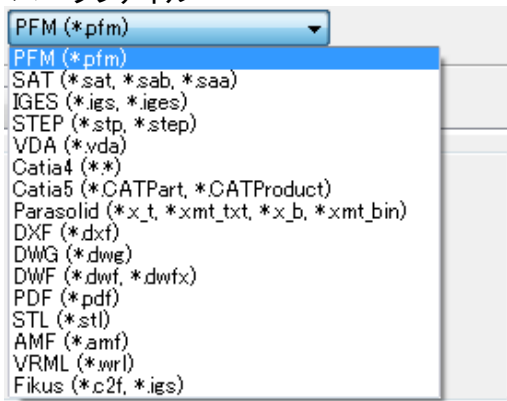 PFM (*.pfm)
PFM (*.pfm)
SAT (*.sat, *.sab, *.saa)
IGES (*.igs, *.iges)
STEP (*.stp, *.step)
VDA (*.vda)
Catia4 (*.*)
Catia5 (*.CATPart, *.CATProduct)
Parasolid (*.x_t, *.xmt_txt, *.x_b, *.xmt_bin)
DXF (*.dxf)
DWG (*.dwg)
DWF (*.dwf, *.dwfx)
PDF (*.pdf)
STL (*.stl)
AMF (*.amf)
VRML (*.wrl)
Fikus (*.c2f, *.igs)